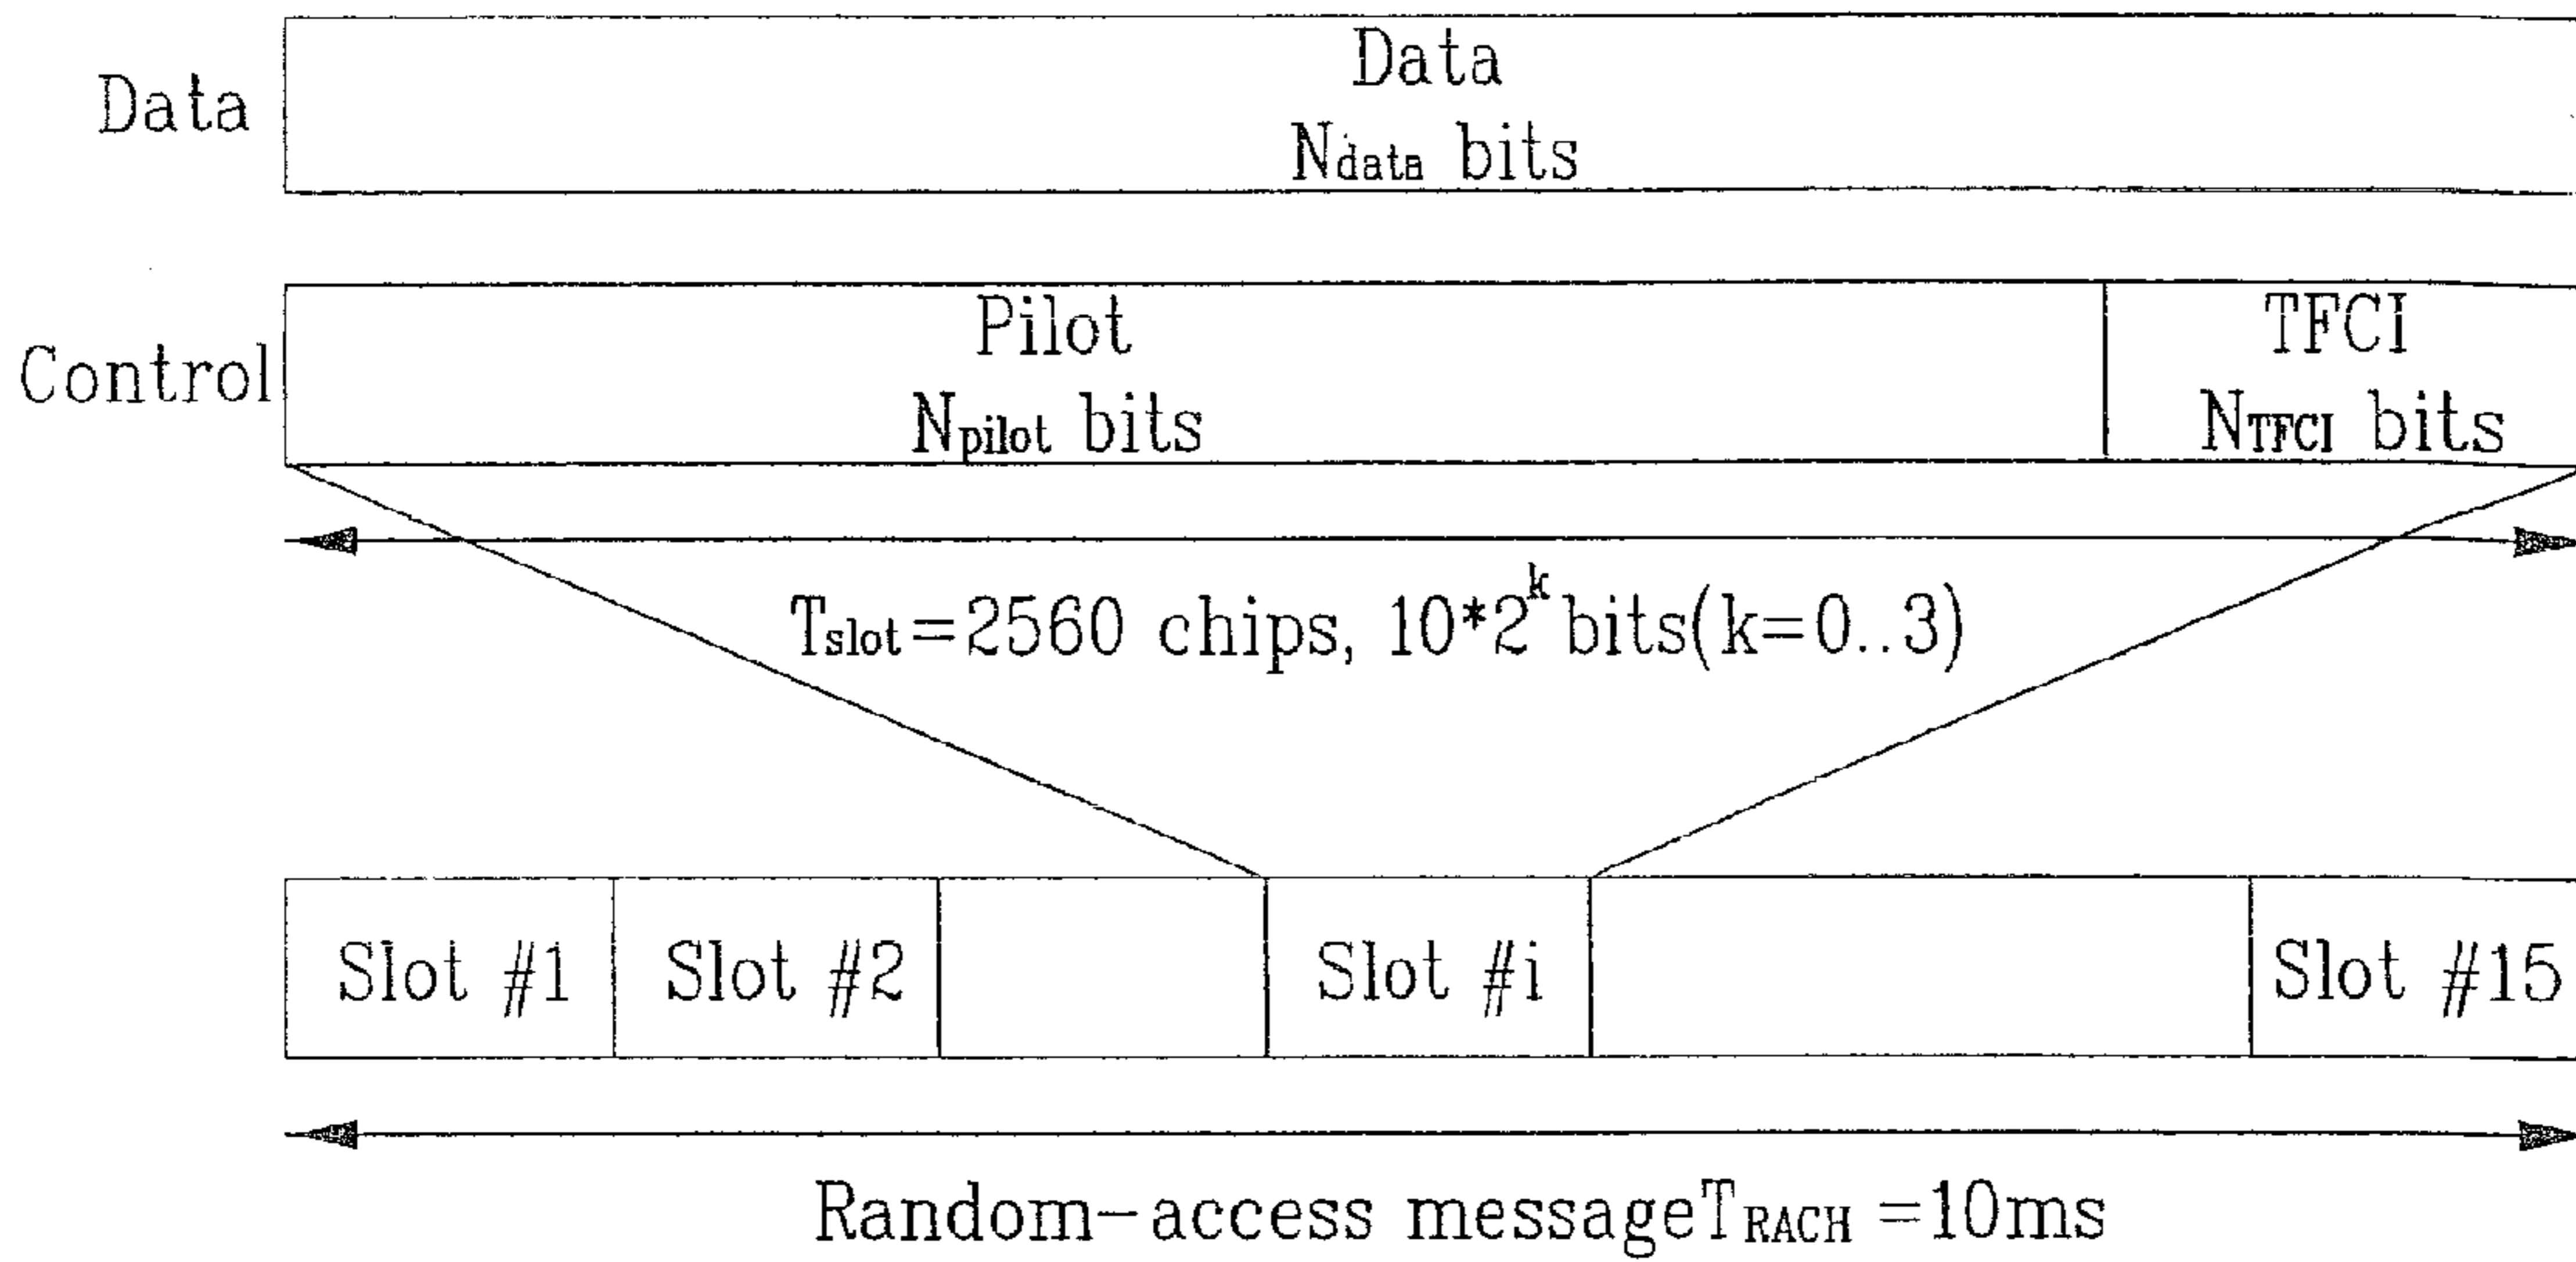 Data
Data
Ndata bits
Control
Pilot
Npilot bits
TFCI
NTFCI bits
Tslot=2560 chips, 10*2^k bits(k=0..3)
Slot #1
Slot #2
Slot #i
Slot #15
Random-access messageTRACH =10ms